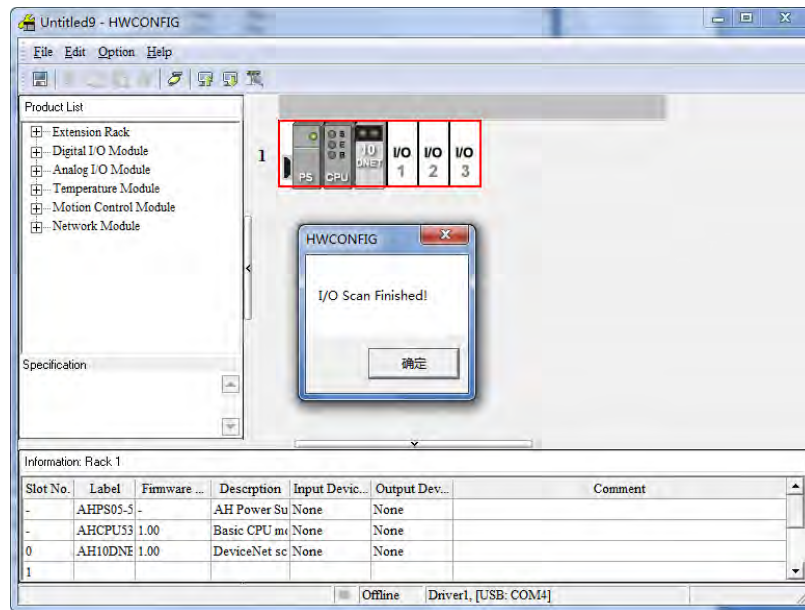 Untitled9 - HWCONFIG
File Edit Option Help
Product List
Extension Rack
Digital I/O Module
Analog I/O Module
Temperature Module
Motion Control Module
Network Module
1
PS CPU 10 DNET I/O 1 I/O 2 I/O 3
HWCONFIG
I/O Scan Finished!
确定
Specification
Information: Rack 1
Slot No. Label Firmware ... Descrption Input Devic... Output Dev... Comment
- AHPS05-5 - AH Power Su None None
- AHCPU53 1.00 Basic CPU mo None None
0 AH10DNE 1.00 DeviceNet sc None None
1
Offline Driver1, [USB: COM4]